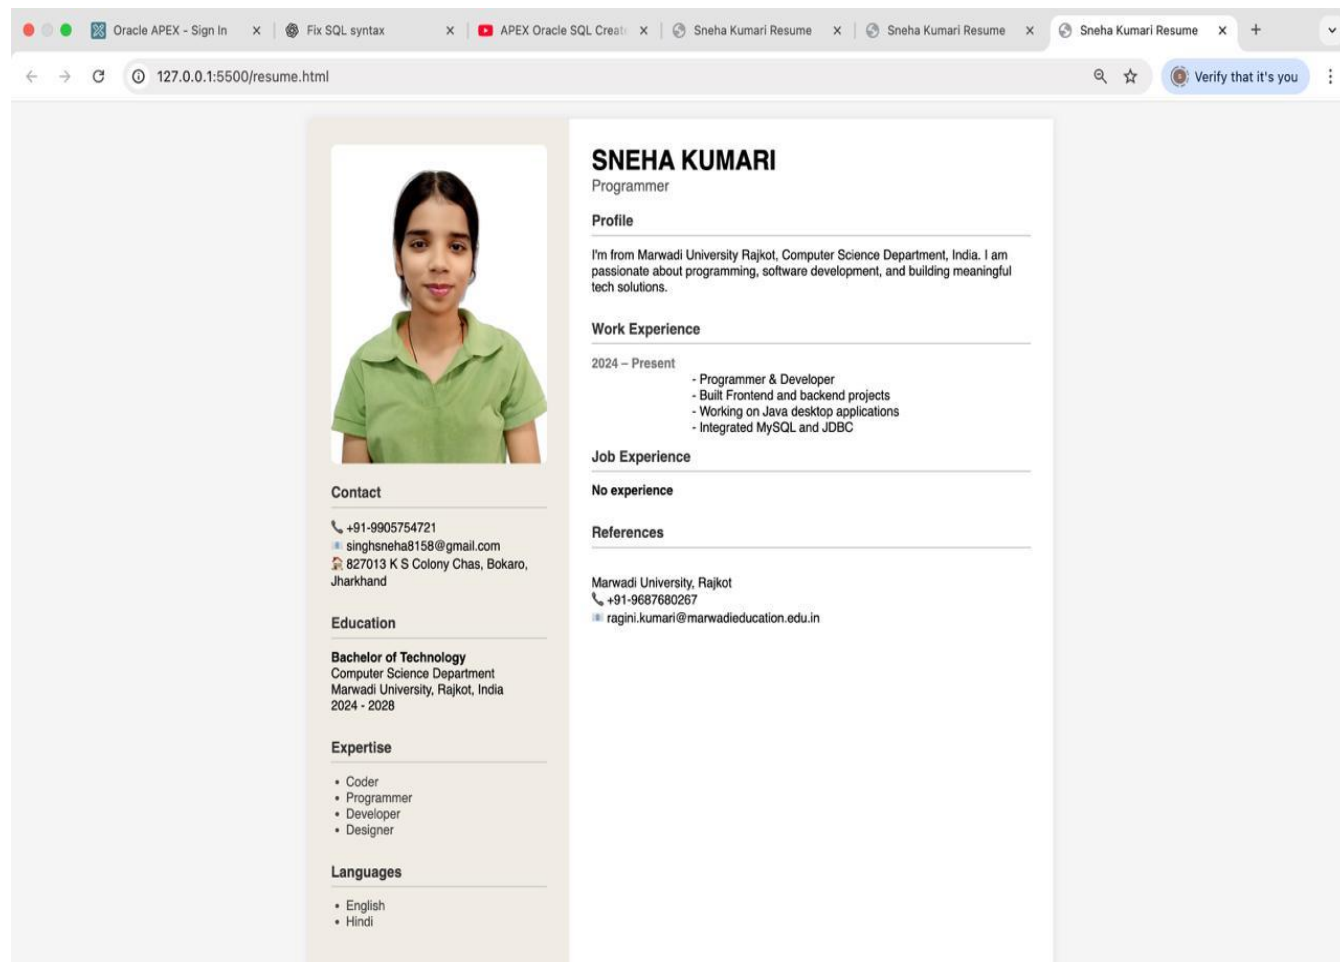 Oracle APEX - Sign In
Fix SQL syntax
APEX Oracle SQL Creat
Sneha Kumari Resume
Sneha Kumari Resume
Sneha Kumari Resume
127.0.0.1:5500/resume.html
Verify that it's you
SNEHA KUMARI
Programmer
Profile
I'm from Marwadi University Rajkot, Computer Science Department, India. I am
passionate about programming, software development, and building meaningful
tech solutions.
Work Experience
2024 – Present
- Programmer & Developer
- Built Frontend and backend projects
- Working on Java desktop applications
- Integrated MySQL and JDBC
Job Experience
No experience
References
Marwadi University, Rajkot
📞 +91-9687680267
📧 ragini.kumari@marwadieducation.edu.in
Contact
📞 +91-9905754721
📧 singhsneha8158@gmail.com
🏠 827013 K S Colony Chas, Bokaro,
Jharkhand
Education
Bachelor of Technology
Computer Science Department
Marwadi University, Rajkot, India
2024 - 2028
Expertise
• Coder
• Programmer
• Developer
• Designer
Languages
• English
• Hindi